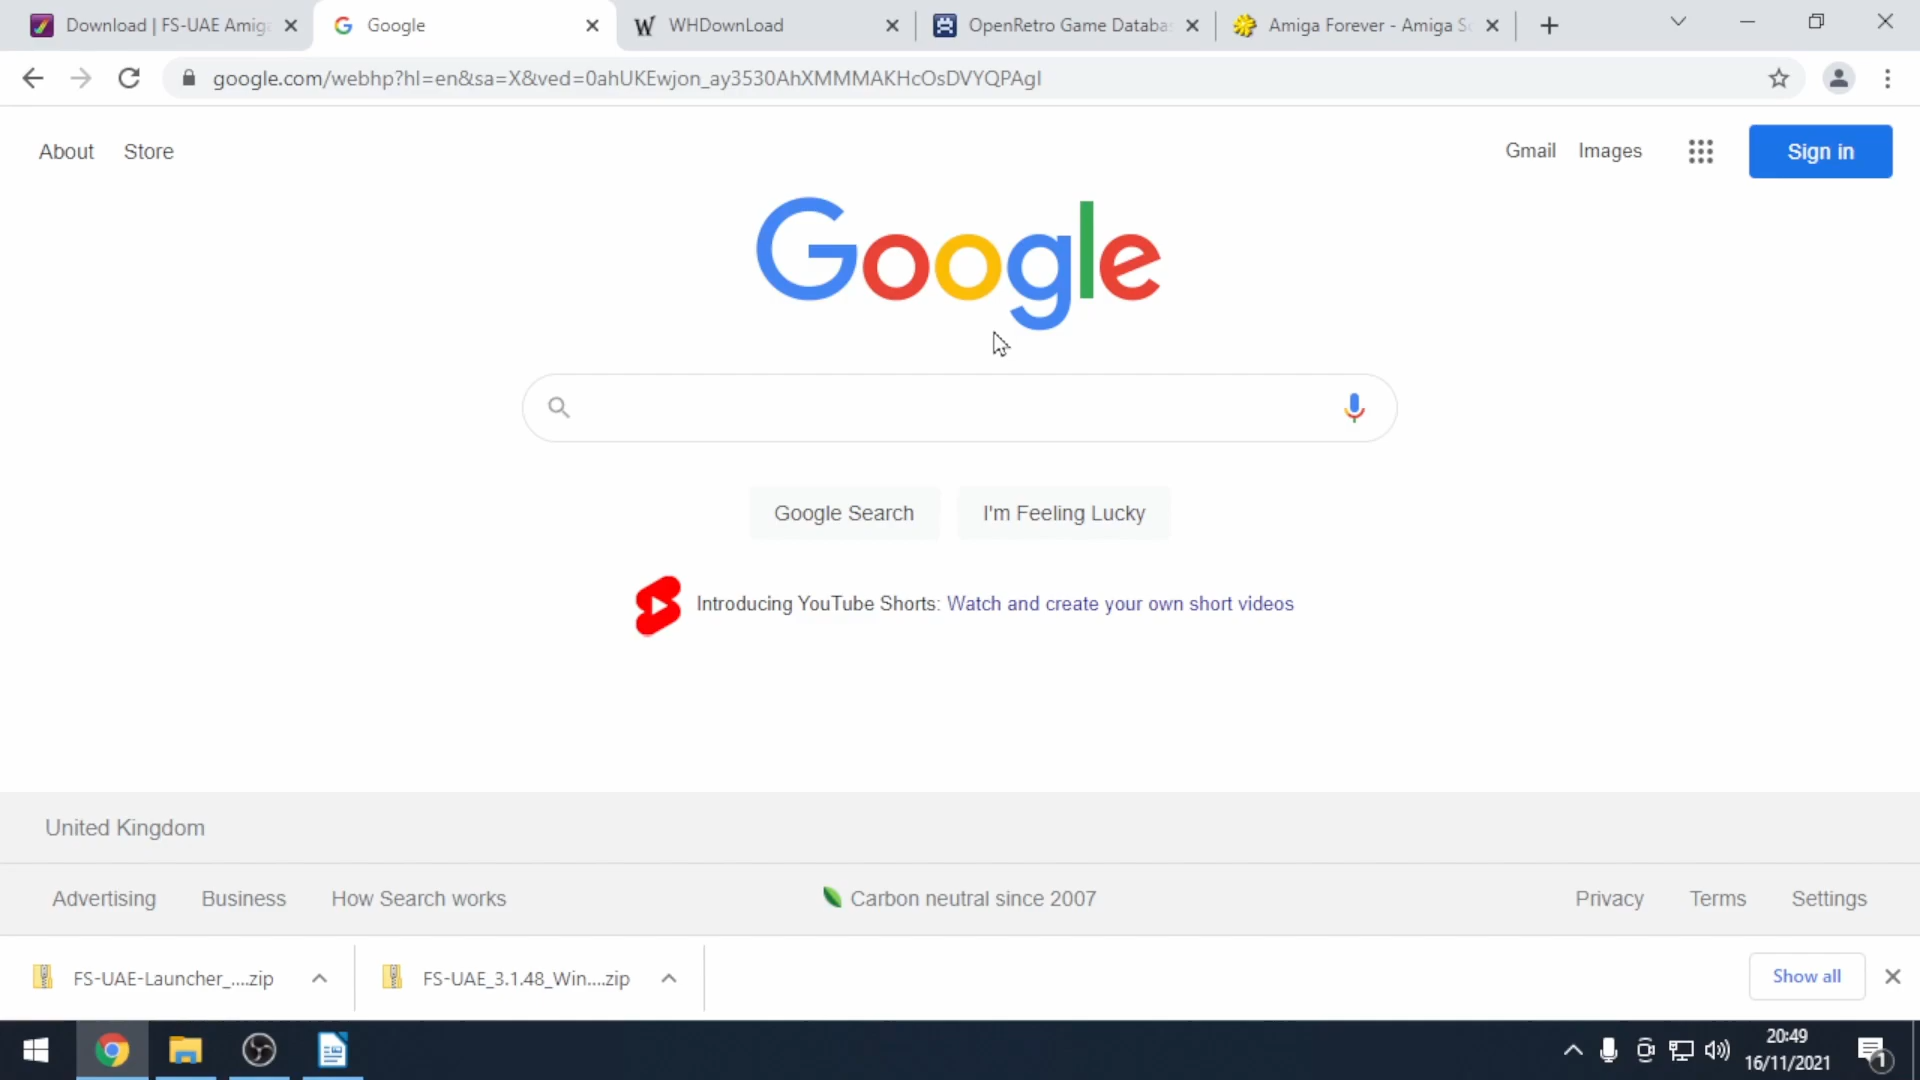 Download | FS-UAE Amiga
Google
WHDownLoad
OpenRetro Game Databa
Amiga Forever - Amiga S
google.com/webhp?hl=en&sa=X&ved=0ahUKEwjon_ay3530AhXMMMAKHcOsDVYQPAgI
About
Store
Gmail
Images
Sign in
Google
Google Search
I'm Feeling Lucky
Introducing YouTube Shorts: Watch and create your own short videos
United Kingdom
Advertising
Business
How Search works
Carbon neutral since 2007
Privacy
Terms
Settings
FS-UAE-Launcher_....zip
FS-UAE_3.1.48_Win....zip
Show all
20:49
16/11/2021
1